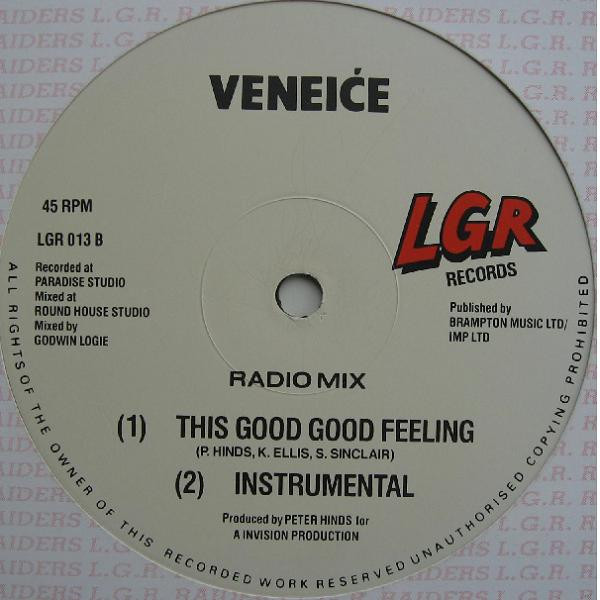 VENEIĆE
45 RPM
LGR 013 B
Recorded at
PARADISE STUDIO
Mixed at
ROUND HOUSE STUDIO
Mixed by
GODWIN LOGIE
LGR
RECORDS
Published by
BRAMPTON MUSIC LTD/
IMP LTD
RADIO MIX
(1) THIS GOOD GOOD FEELING
(P. HINDS, K. ELLIS, S. SINCLAIR)
(2) INSTRUMENTAL
Produced by PETER HINDS for
A INVISION PRODUCTION
ALL RIGHTS OF THE OWNER OF THIS RECORDED WORK RESERVED UNAUTHORISED COPYING PROHIBITED
RAIDERS L.G.R. RAIDERS L.G.R. R